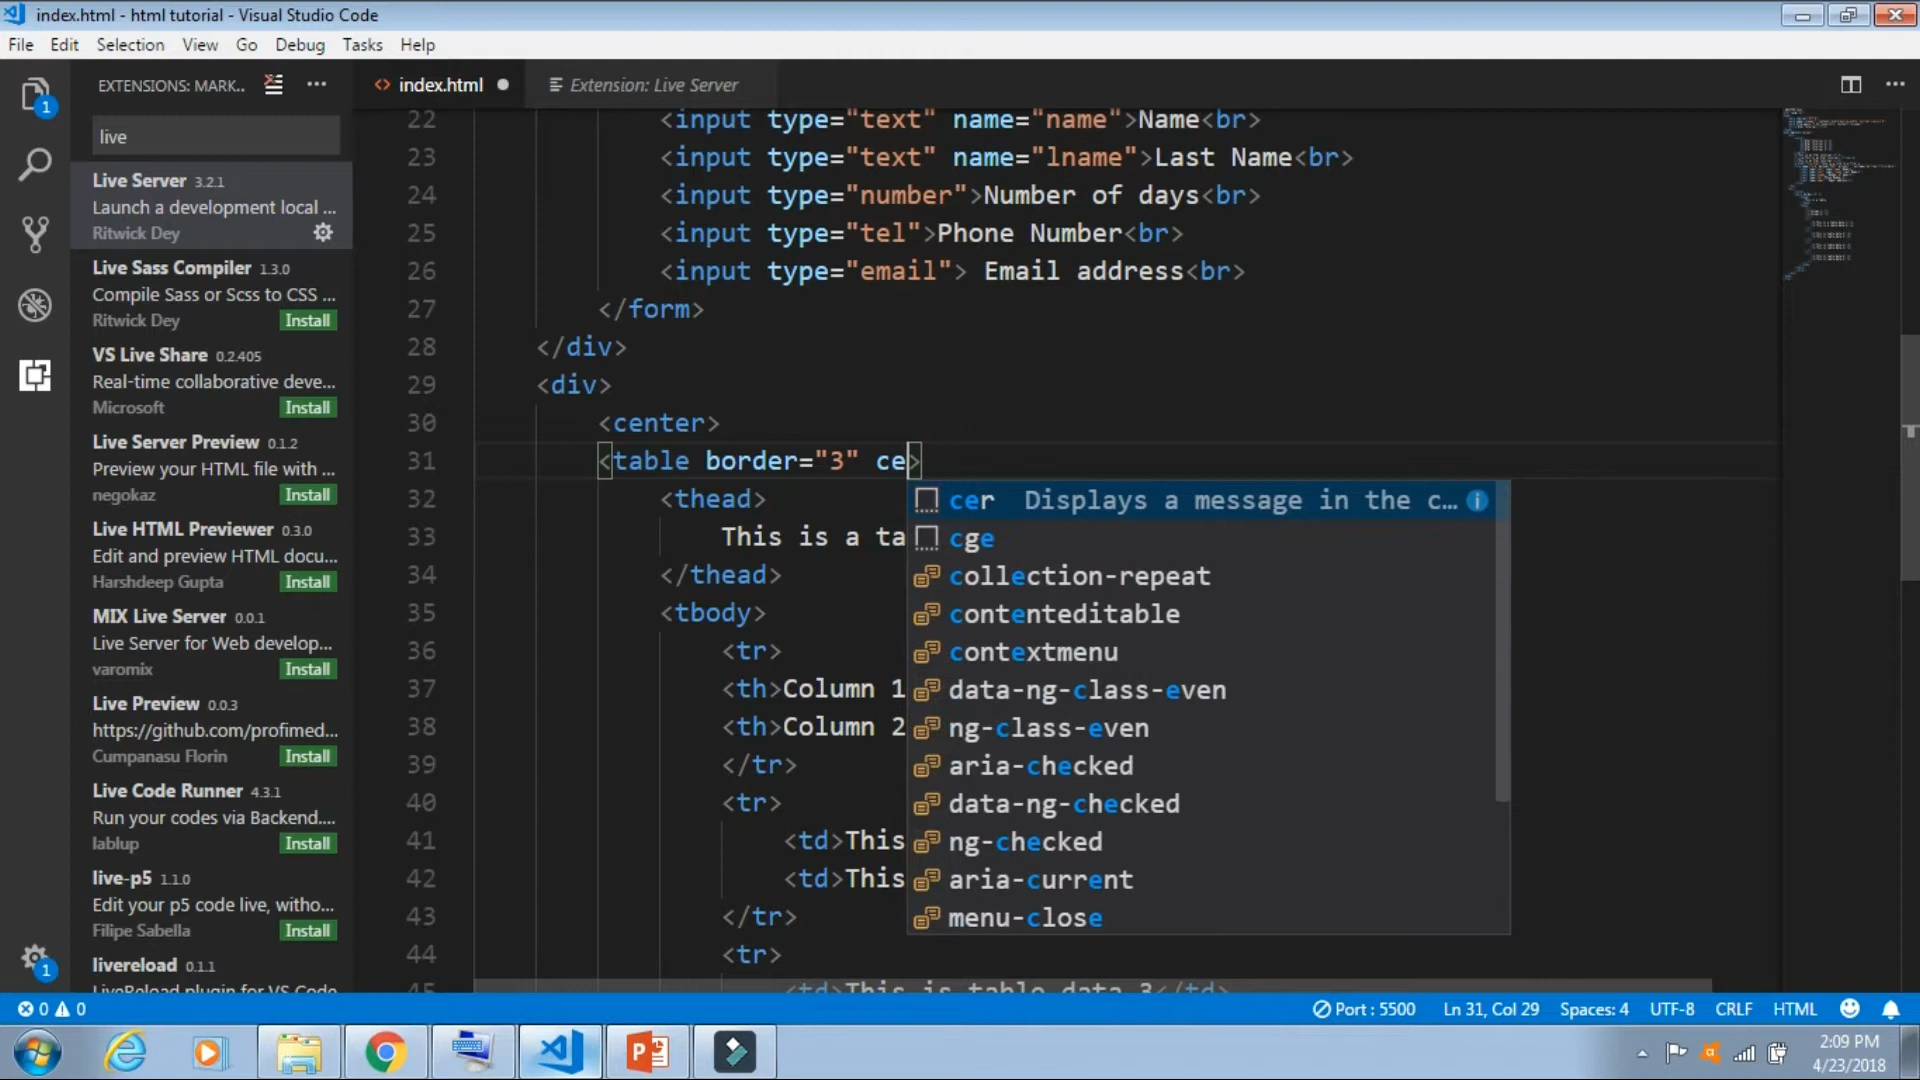 index.html - html tutorial - Visual Studio Code
File Edit Selection View Go Debug Tasks Help
EXTENSIONS: MARK...
live
Live Server 3.2.1
Launch a development local ...
Ritwick Dey
Live Sass Compiler 1.3.0
Compile Sass or Scss to CSS ...
Ritwick Dey Install
VS Live Share 0.2.405
Real-time collaborative deve...
Microsoft Install
Live Server Preview 0.1.2
Preview your HTML file with ...
negokaz Install
Live HTML Previewer 0.3.0
Edit and preview HTML docu...
Harshdeep Gupta Install
MIX Live Server 0.0.1
Live Server for Web develop...
varomix Install
Live Preview 0.0.3
https://github.com/profimed...
Cumpanasu Florin Install
Live Code Runner 4.3.1
Run your codes via Backend....
lablup Install
live-p5 1.1.0
Edit your p5 code live, witho...
Filipe Sabella Install
livereload 0.1.1
LiveReload plugin for VS Code
1
1
index.html Extension: Live Server
22 <input type="text" name="name">Name<br>
23 <input type="text" name="lname">Last Name<br>
24 <input type="number">Number of days<br>
25 <input type="tel">Phone Number<br>
26 <input type="email"> Email address<br>
27 </form>
28 </div>
29 <div>
30 <center>
31 <table border="3" ce>
32 <thead>
33 This is a ta
34 </thead>
35 <tbody>
36 <tr>
37 <th>Column 1
38 <th>Column 2
39 </tr>
40 <tr>
41 <td>This
42 <td>This
43 </tr>
44 <tr>
45 <td>This is table data 3</td>
cer Displays a message in the c...
cge
collection-repeat
contenteditable
contextmenu
data-ng-class-even
ng-class-even
aria-checked
data-ng-checked
ng-checked
aria-current
menu-close
0 0 Port : 5500 Ln 31, Col 29 Spaces: 4 UTF-8 CRLF HTML
2:09 PM
4/23/2018